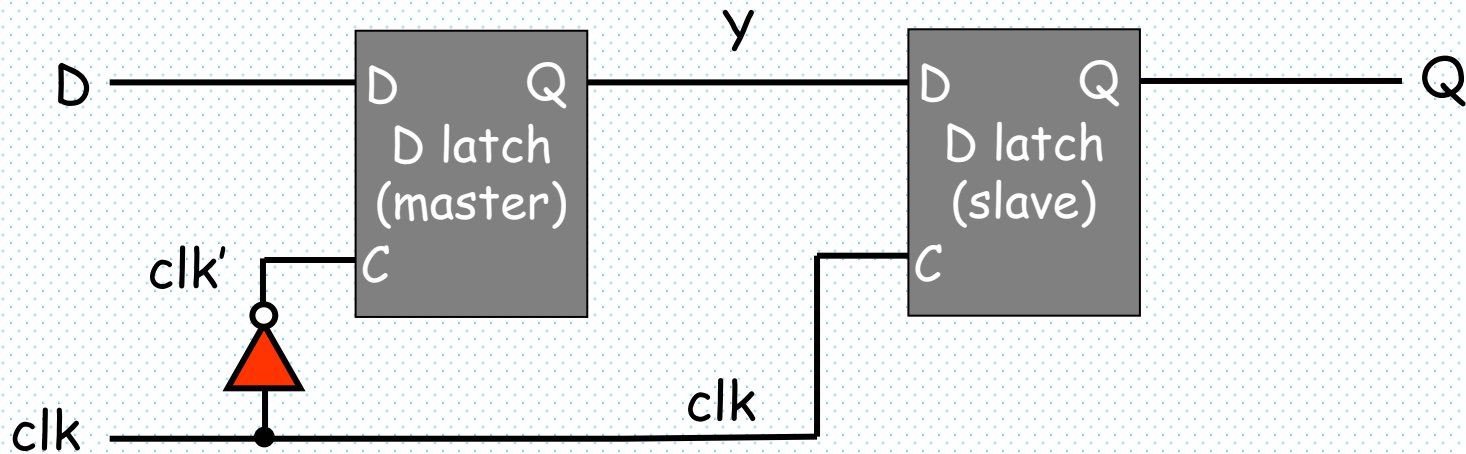 y
D
D Q
D latch
(master)
C
D Q
D latch
(slave)
C
Q
clk'
clk
clk